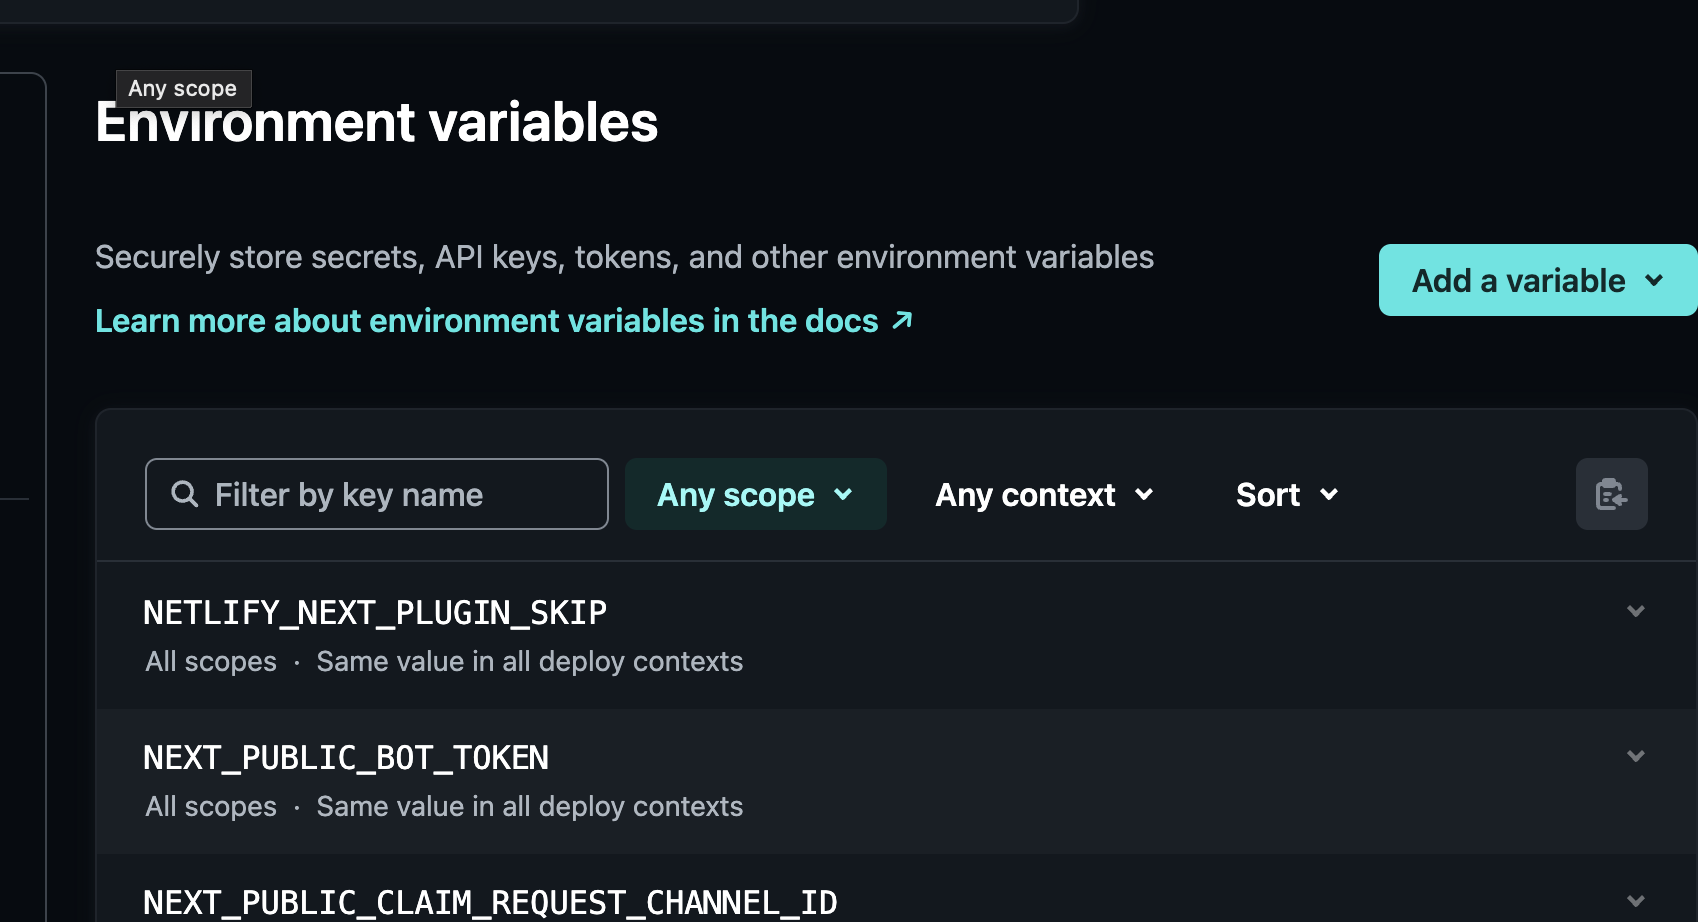 Any scope
Environment variables
Securely store secrets, API keys, tokens, and other environment variables
Add a variable
Learn more about environment variables in the docs ↗
Filter by key name
Any scope
Any context
Sort
NETLIFY_NEXT_PLUGIN_SKIP
All scopes · Same value in all deploy contexts
NEXT_PUBLIC_BOT_TOKEN
All scopes · Same value in all deploy contexts
NEXT_PUBLIC_CLAIM_REQUEST_CHANNEL_ID